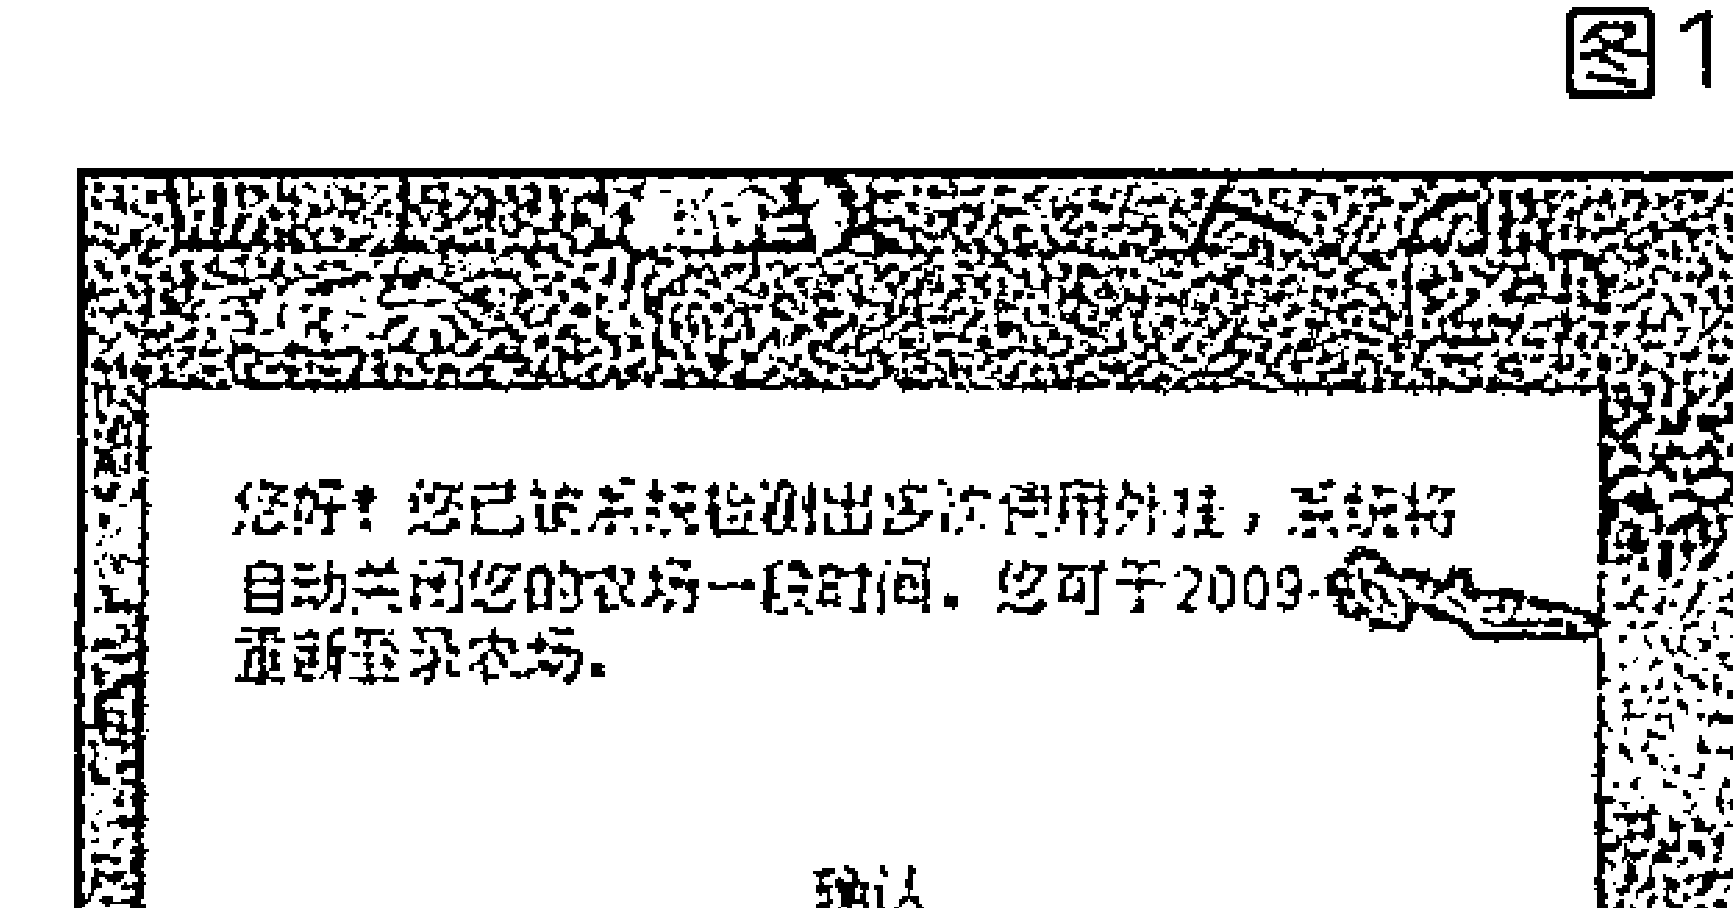 图1
您好！您已被系统检测出多次使用外挂，系统将
自动关闭您的农场一段时间。您可于2009-
重新登录农场。
确认